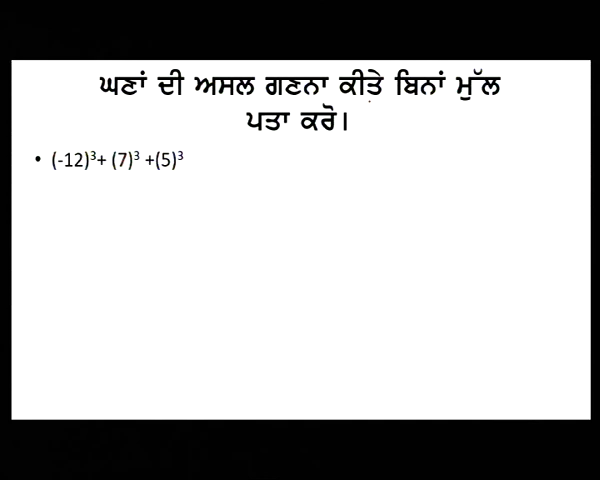 ਘਣਾਂ ਦੀ ਅਸਲ ਗਣਨਾ ਕੀਤੇ ਬਿਨਾਂ ਮੁੱਲ
ਪਤਾ ਕਰੋ।
• (-12)³+ (7)³ +(5)³